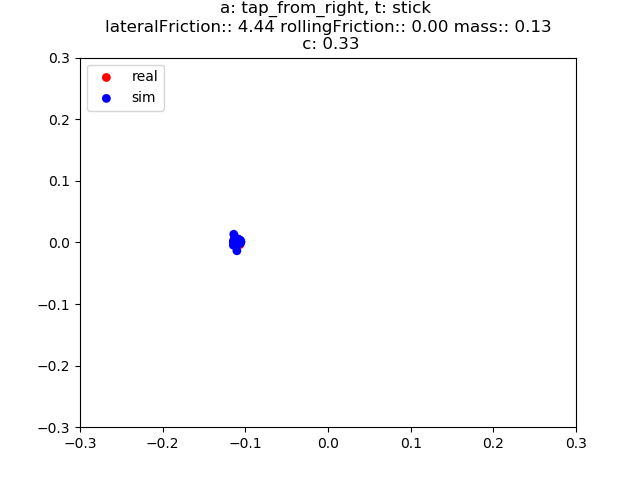 a: tap_from_right, t: stick
lateralFriction:: 4.44 rollingFriction:: 0.00 mass:: 0.13
c: 0.33
real
sim
0.3
0.2
0.1
0.0
−0.1
−0.2
−0.3
−0.3 −0.2 −0.1 0.0 0.1 0.2 0.3